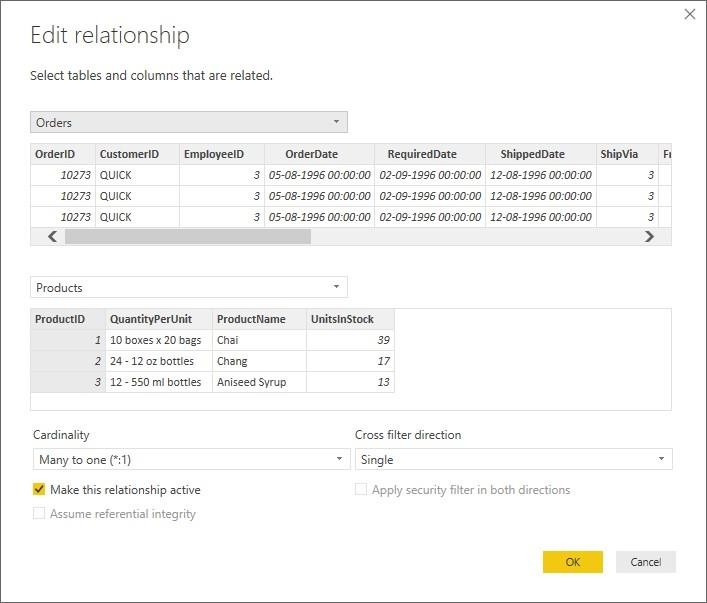 Edit relationship
Select tables and columns that are related.
Orders
OrderID CustomerID EmployeeID OrderDate RequiredDate ShippedDate ShipVia Fr
10273 QUICK 3 05-08-1996 00:00:00 02-09-1996 00:00:00 12-08-1996 00:00:00 3
10273 QUICK 3 05-08-1996 00:00:00 02-09-1996 00:00:00 12-08-1996 00:00:00 3
10273 QUICK 3 05-08-1996 00:00:00 02-09-1996 00:00:00 12-08-1996 00:00:00 3
Products
ProductID QuantityPerUnit ProductName UnitsInStock
1 10 boxes x 20 bags Chai 39
2 24 - 12 oz bottles Chang 17
3 12 - 550 ml bottles Aniseed Syrup 13
Cardinality Cross filter direction
Many to one (*:1) Single
Make this relationship active Apply security filter in both directions
Assume referential integrity
OK Cancel